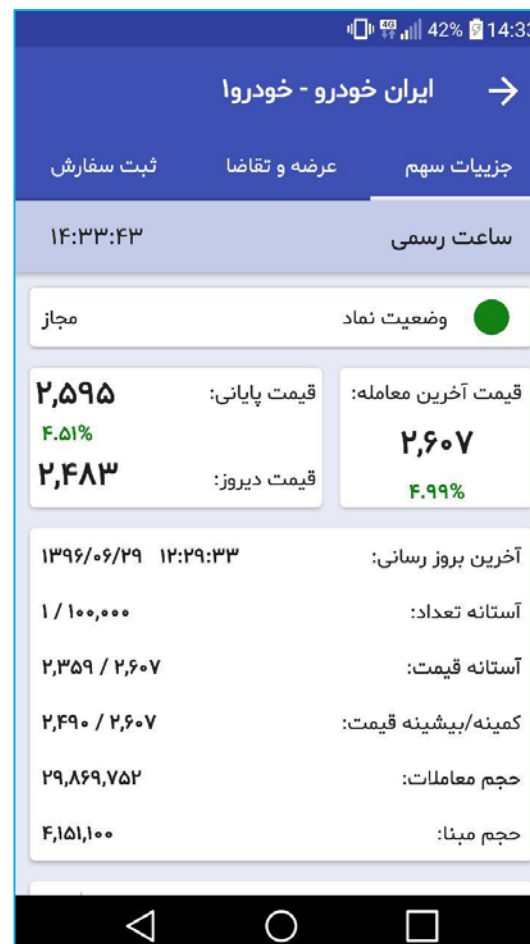 4G 42% 14:33
ایران خودرو - خودرو۱
جزییات سهم عرضه و تقاضا ثبت سفارش
ساعت رسمی ۱۴:۳۳:۴۳
وضعیت نماد مجاز
قیمت آخرین معامله:
۲,۶۰۷
۴.۹۹%
قیمت پایانی: ۲,۵۹۵
۴.۵۱%
قیمت دیروز: ۲,۴۸۳
آخرین بروز رسانی: ۱۳۹۶/۰۶/۲۹ ۱۲:۲۹:۳۳
آستانه تعداد: ۱ / ۱۰۰,۰۰۰
آستانه قیمت: ۲,۳۵۹ / ۲,۶۰۷
کمینه/بیشینه قیمت: ۲,۴۹۰ / ۲,۶۰۷
حجم معاملات: ۲۹,۸۶۹,۷۵۲
حجم مبنا: ۴,۱۵۱,۱۰۰